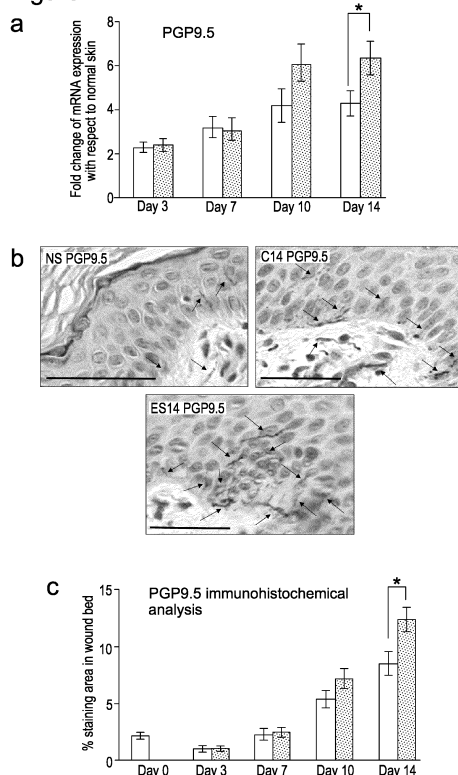 a
PGP9.5
*
Fold change of mRNA expression
with respect to normal skin
8
6
4
2
0
Day 3 Day 7 Day 10 Day 14
b
NS PGP9.5
C14 PGP9.5
ES14 PGP9.5
c
PGP9.5 immunohistochemical
analysis
*
% staining area in wound bed
15
10
5
0
Day 0 Day 3 Day 7 Day 10 Day 14